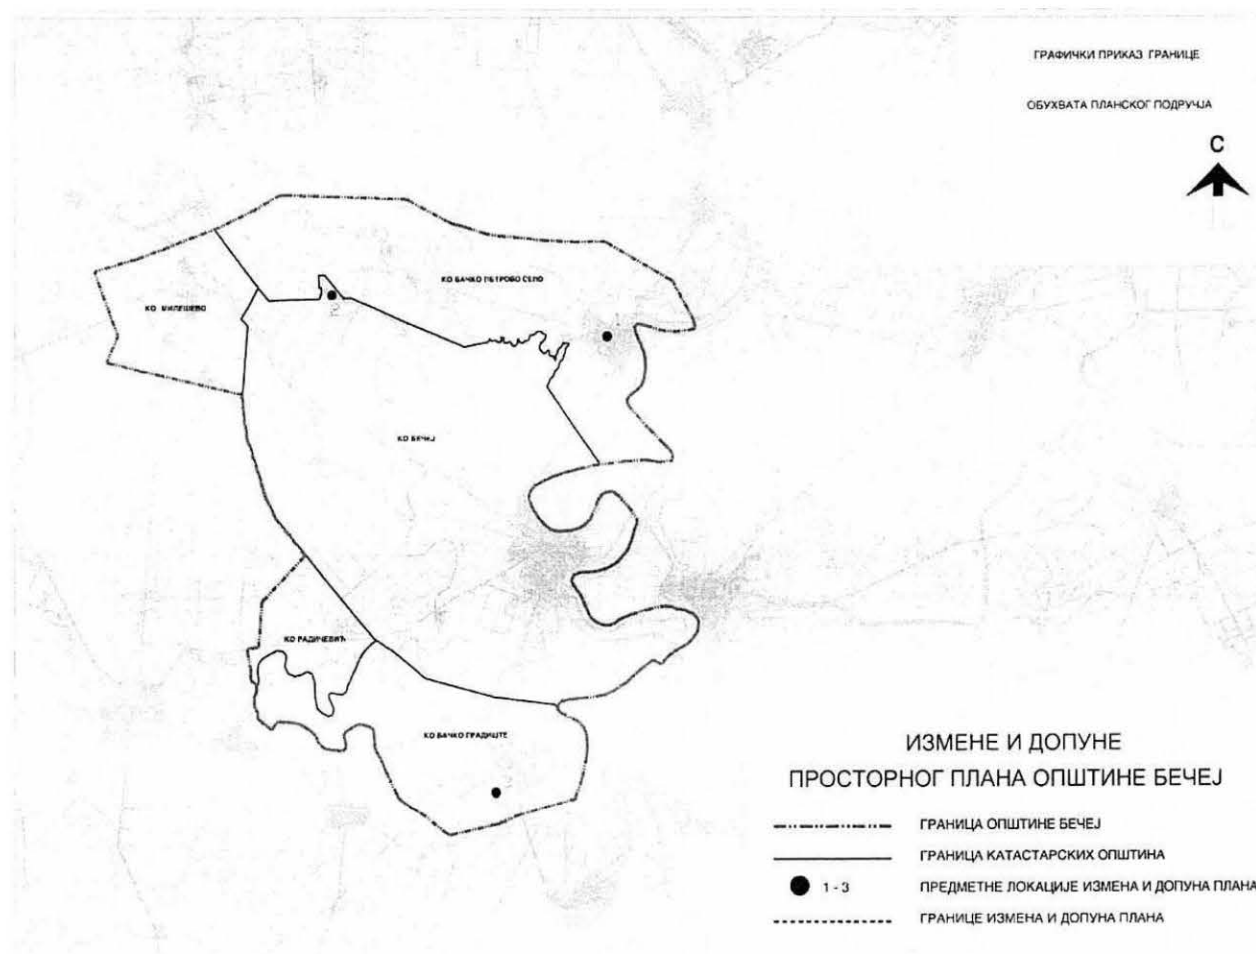 ГРАФИЧКИ ПРИКАЗ ГРАНИЦЕ
ОБУХВАТА ПЛАНСКОГ ПОДРУЧЈА
С
КО БАЧКО ПЕТРОВО СЕЛО
КО МИЛЕШЕВО
КО БЕЧЕЈ
КО РАДИЧЕВИЋ
КО БАЧКО ГРАДИШТЕ
ИЗМЕНЕ И ДОПУНЕ
ПРОСТОРНОГ ПЛАНА ОПШТИНЕ БЕЧЕЈ
ГРАНИЦА ОПШТИНЕ БЕЧЕЈ
ГРАНИЦА КАТАСТАРСКИХ ОПШТИНА
1 - 3 ПРЕДМЕТНЕ ЛОКАЦИЈЕ ИЗМЕНА И ДОПУНА ПЛАНА
ГРАНИЦЕ ИЗМЕНА И ДОПУНА ПЛАНА